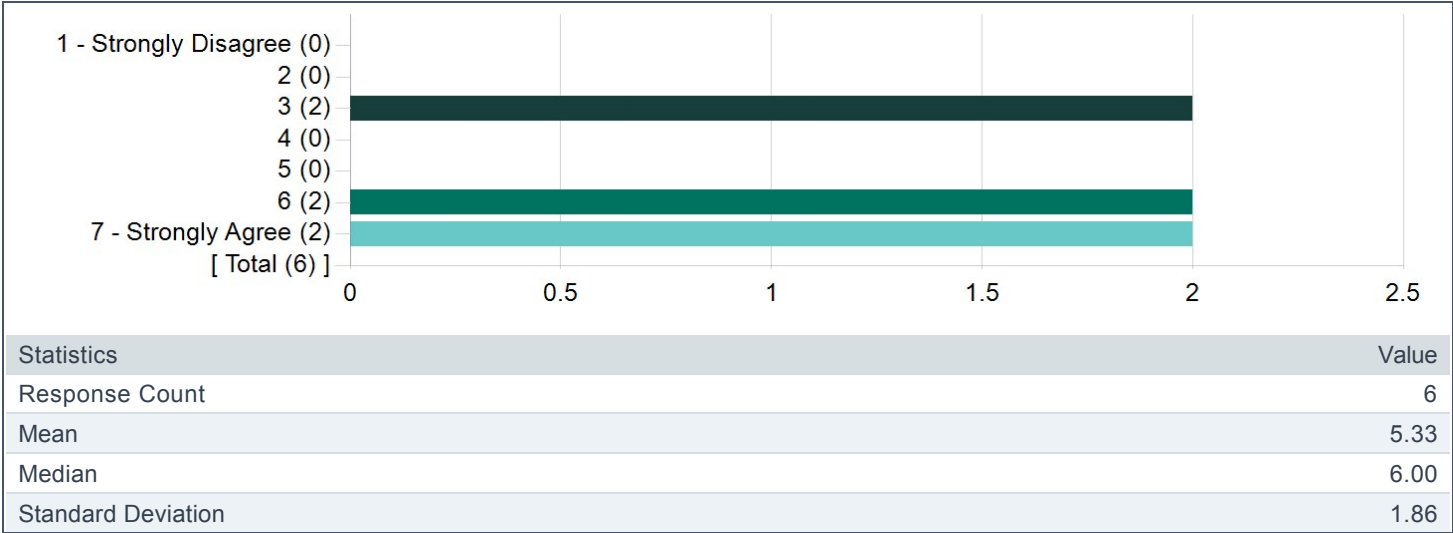 1 - Strongly Disagree (0)
2 (0)
3 (2)
4 (0)
5 (0)
6 (2)
7 - Strongly Agree (2)
[ Total (6) ]
0 0.5 1 1.5 2 2.5
Statistics Value
Response Count 6
Mean 5.33
Median 6.00
Standard Deviation 1.86